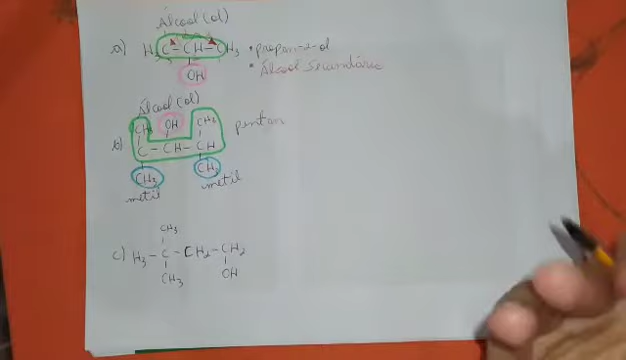 Álcool (ol)
a) H₃C-CH-CH₃ • propan-2-ol
OH • Álcool Secundário
Álcool (ol)
CH₃ OH CH₃ pentan
b) C-CH-CH
CH₃ CH₃
metil metil
CH₃
c) H₃-C-CH₂-CH₂
CH₃ OH